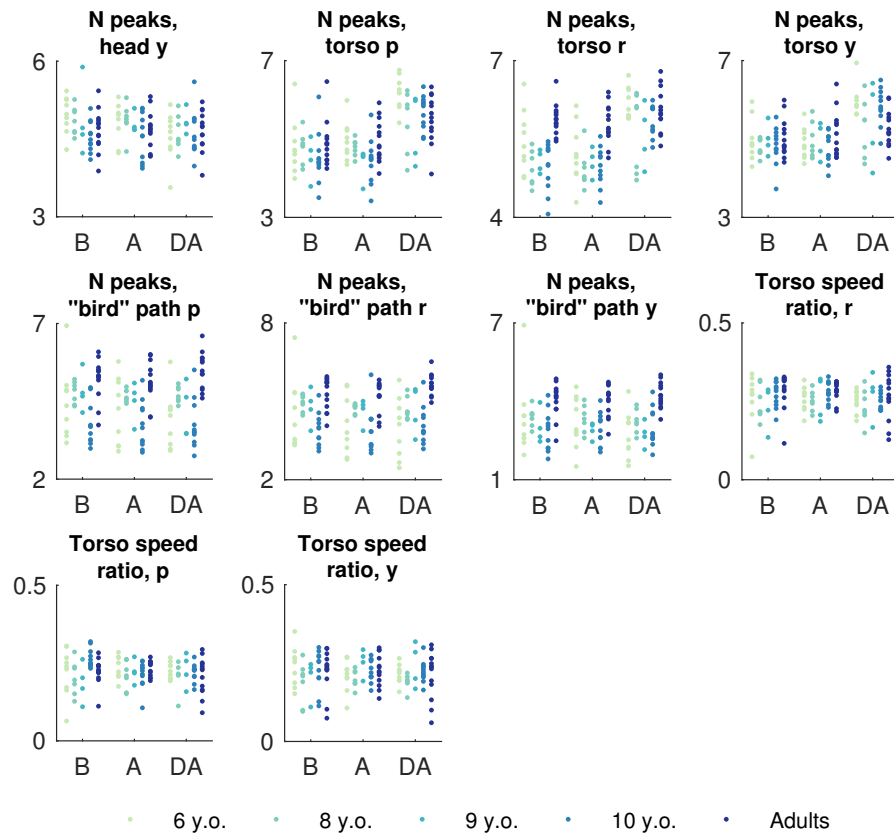 N peaks,
head y
6
3
B A DA
N peaks,
torso p
7
3
B A DA
N peaks,
torso r
7
4
B A DA
N peaks,
torso y
7
3
B A DA
N peaks,
"bird" path p
7
2
B A DA
N peaks,
"bird" path r
8
2
B A DA
N peaks,
"bird" path y
7
1
B A DA
Torso speed
ratio, r
0.5
0
B A DA
Torso speed
ratio, p
0.5
0
B A DA
Torso speed
ratio, y
0.5
0
B A DA
6 y.o. 8 y.o. 9 y.o. 10 y.o. Adults